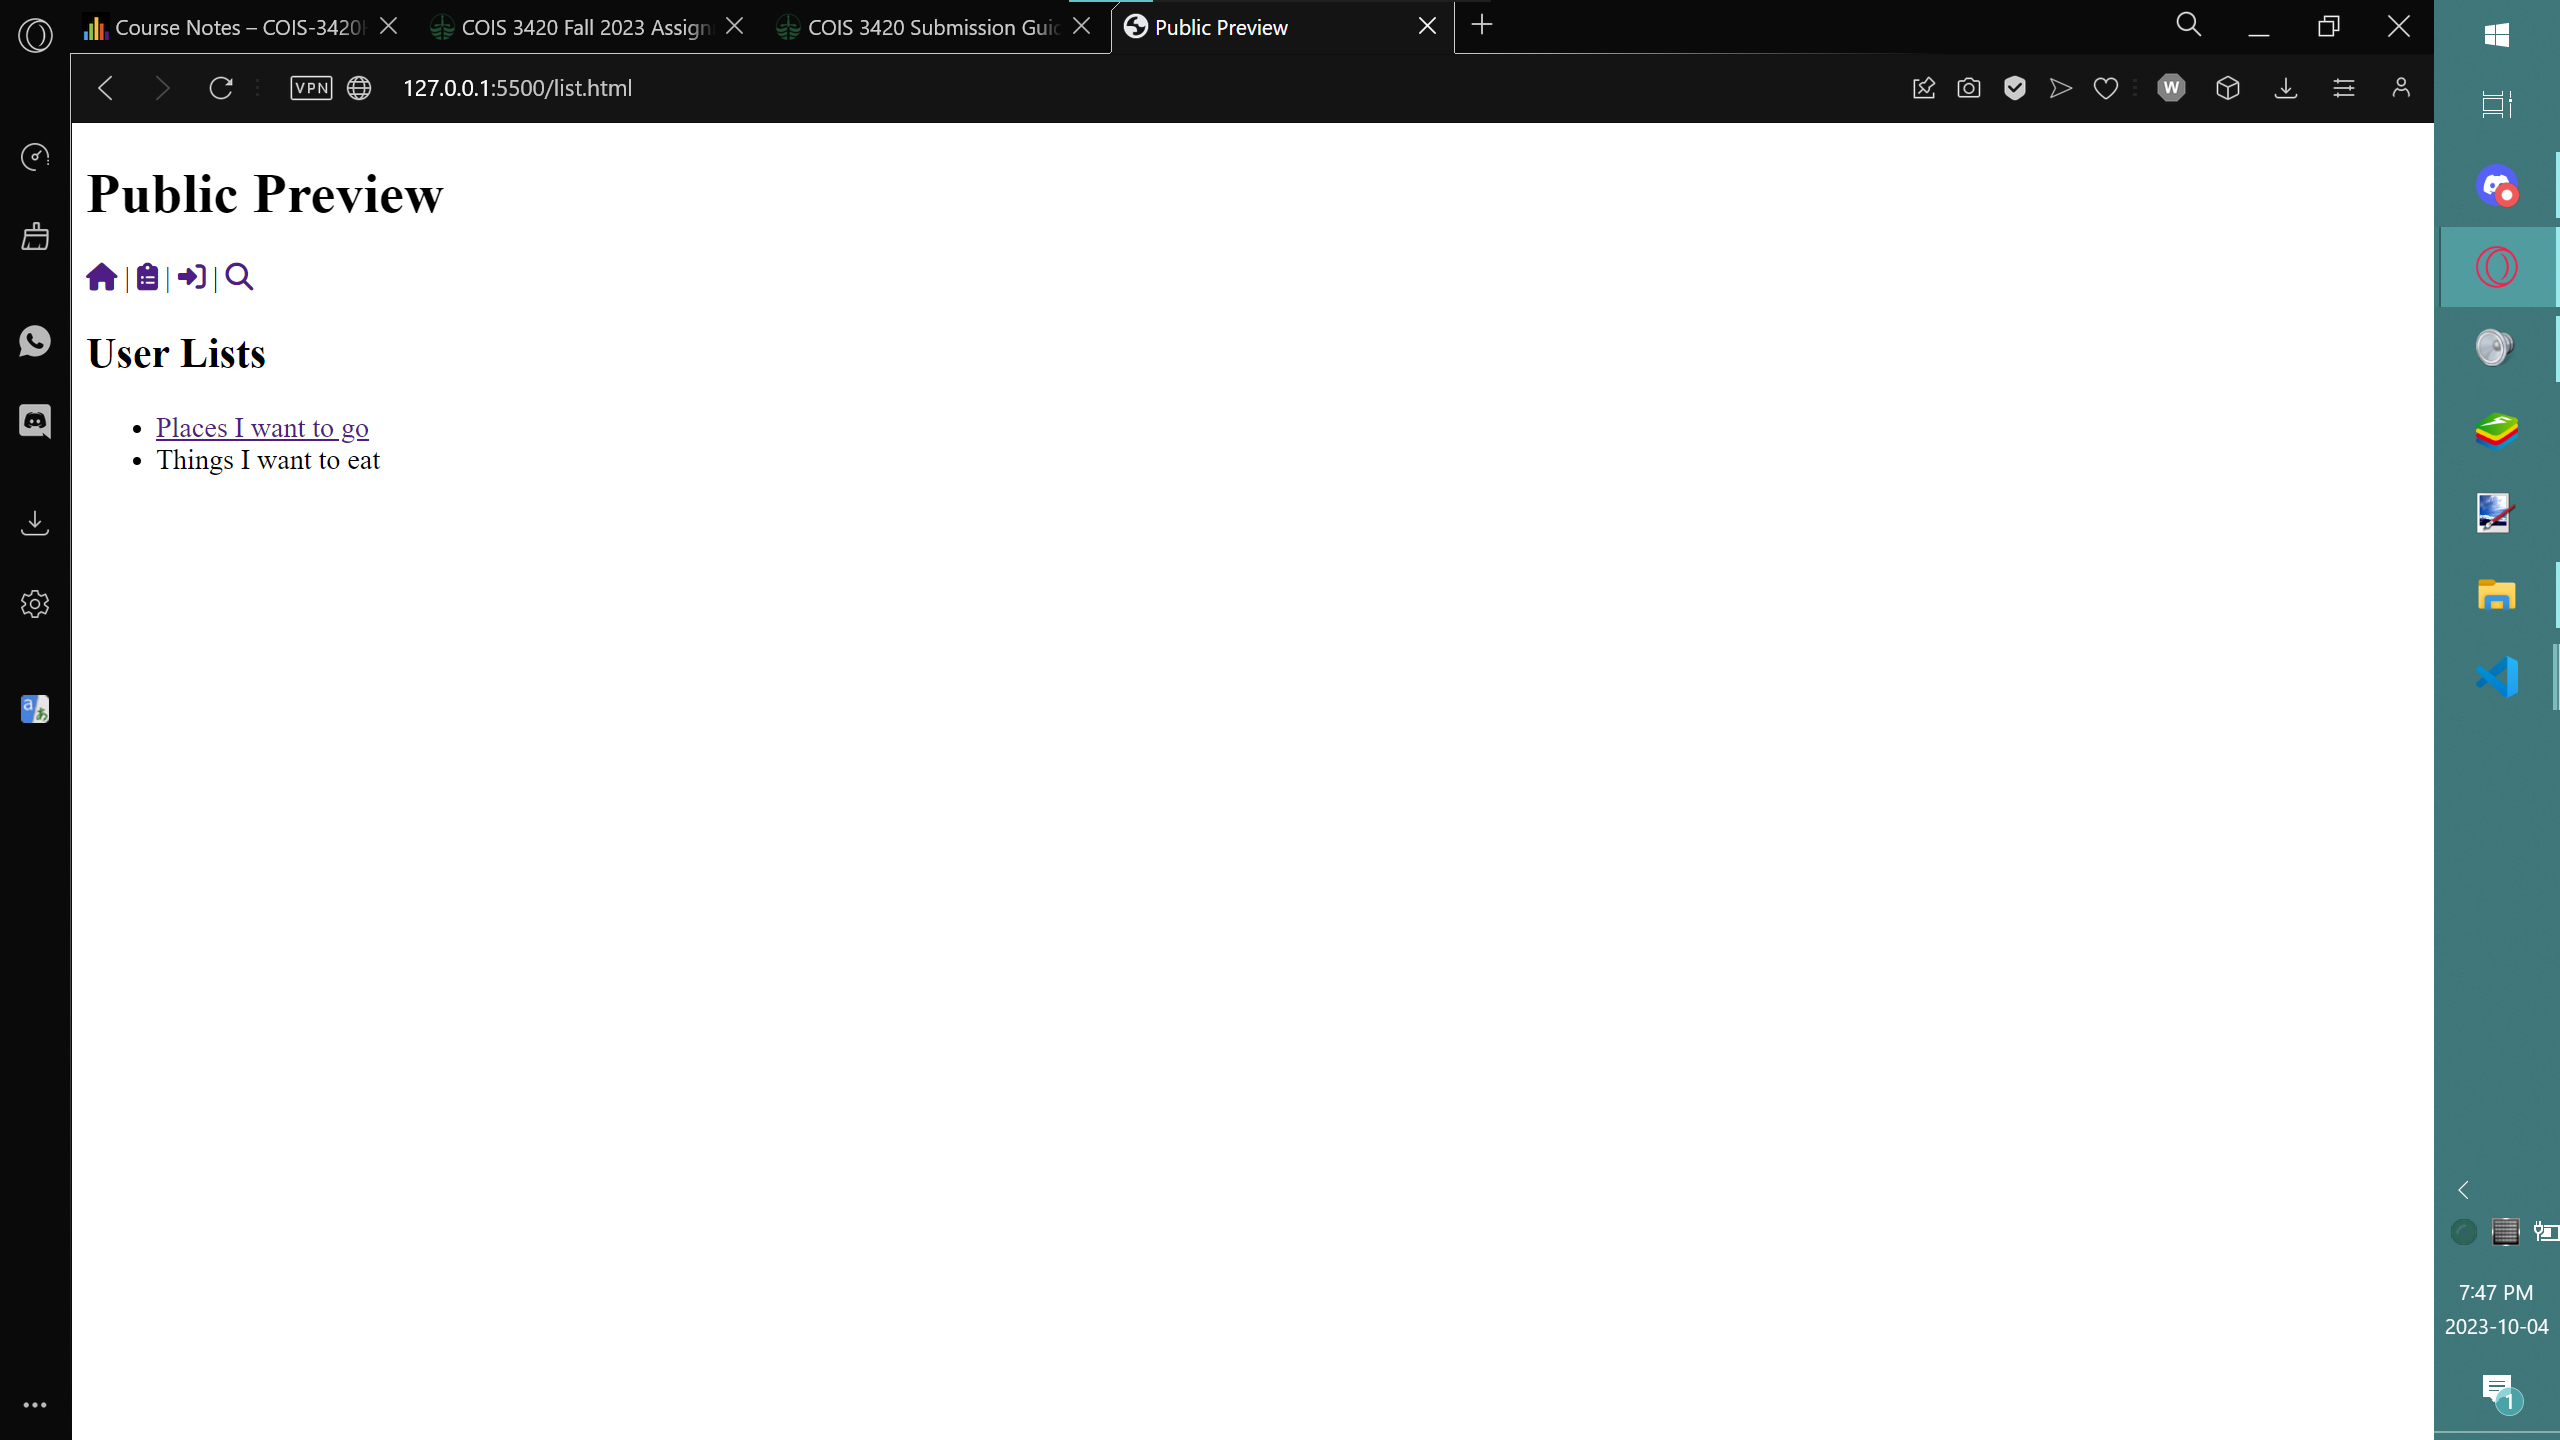 Course Notes – COIS-3420H
COIS 3420 Fall 2023 Assign
COIS 3420 Submission Guid
Public Preview
VPN
127.0.0.1:5500/list.html
W
Public Preview
| | |
User Lists
Places I want to go
Things I want to eat
7:47 PM
2023-10-04
1